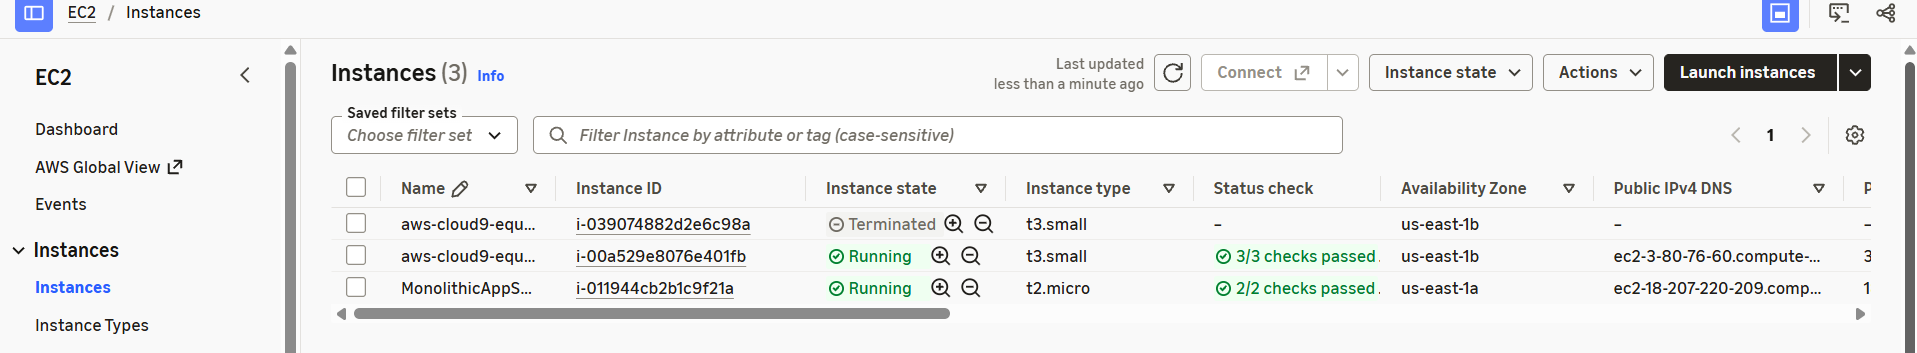 EC2 / Instances
EC2
Dashboard
AWS Global View
Events
Instances
Instances
Instance Types
Instances (3) Info
Last updated
less than a minute ago
Connect
Instance state
Actions
Launch instances
Saved filter sets
Choose filter set
Filter Instance by attribute or tag (case-sensitive)
1
Name Instance ID Instance state Instance type Status check Availability Zone Public IPv4 DNS P
aws-cloud9-equ... i-039074882d2e6c98a Terminated t3.small – us-east-1b – –
aws-cloud9-equ... i-00a529e8076e401fb Running t3.small 3/3 checks passed us-east-1b ec2-3-80-76-60.compute-... 3
MonolithicAppS... i-011944cb2b1c9f21a Running t2.micro 2/2 checks passed us-east-1a ec2-18-207-220-209.comp... 1